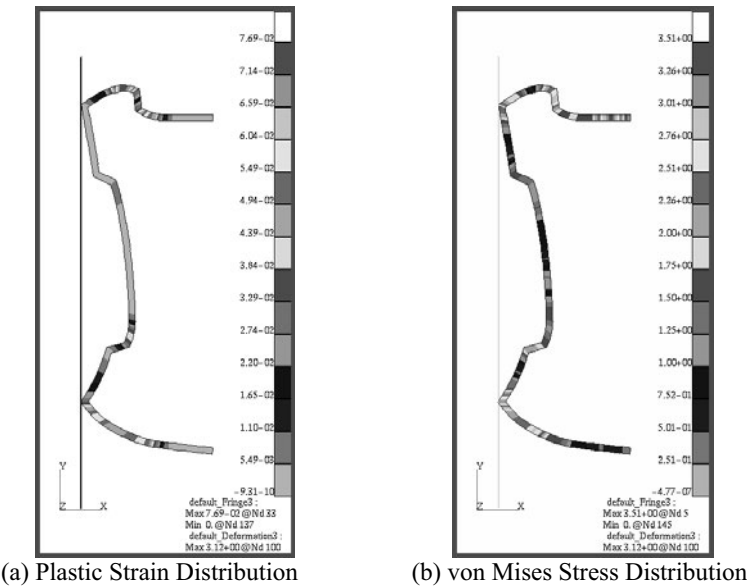 7.69-02
7.14-02
6.59-02
6.04-02
5.49-02
4.94-02
4.39-02
3.84-02
3.29-02
2.74-02
2.20-02
1.65-02
1.10-02
5.49-03
-9.31-10
Y
Z X
default_Fringe3 :
Max 7.69-02 @Nd 33
Min 0. @Nd 137
default_Deformation3 :
Max 3.12+00 @Nd 100
3.51+00
3.26+00
3.01+00
2.76+00
2.51+00
2.26+00
2.00+00
1.75+00
1.50+00
1.25+00
1.00+00
7.52-01
5.01-01
2.51-01
-4.77-07
Y
Z X
default_Fringe3 :
Max 3.51+00 @Nd 5
Min 0. @Nd 145
default_Deformation3 :
Max 3.12+00 @Nd 100
(a) Plastic Strain Distribution
(b) von Mises Stress Distribution